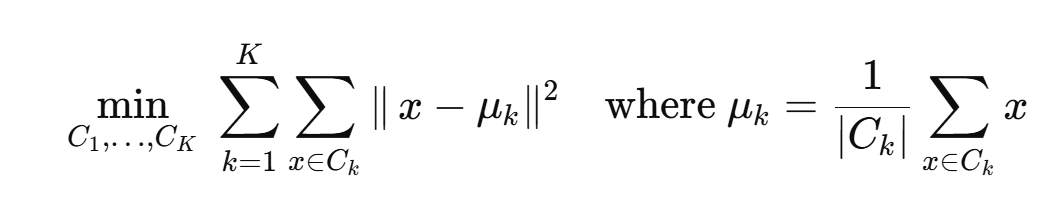 $$\min_{C_1,\ldots,C_K} \sum_{k=1}^{K} \sum_{x \in C_k} \| x - \mu_k \|^2 \quad \text{where } \mu_k = \frac{1}{|C_k|} \sum_{x \in C_k} x$$